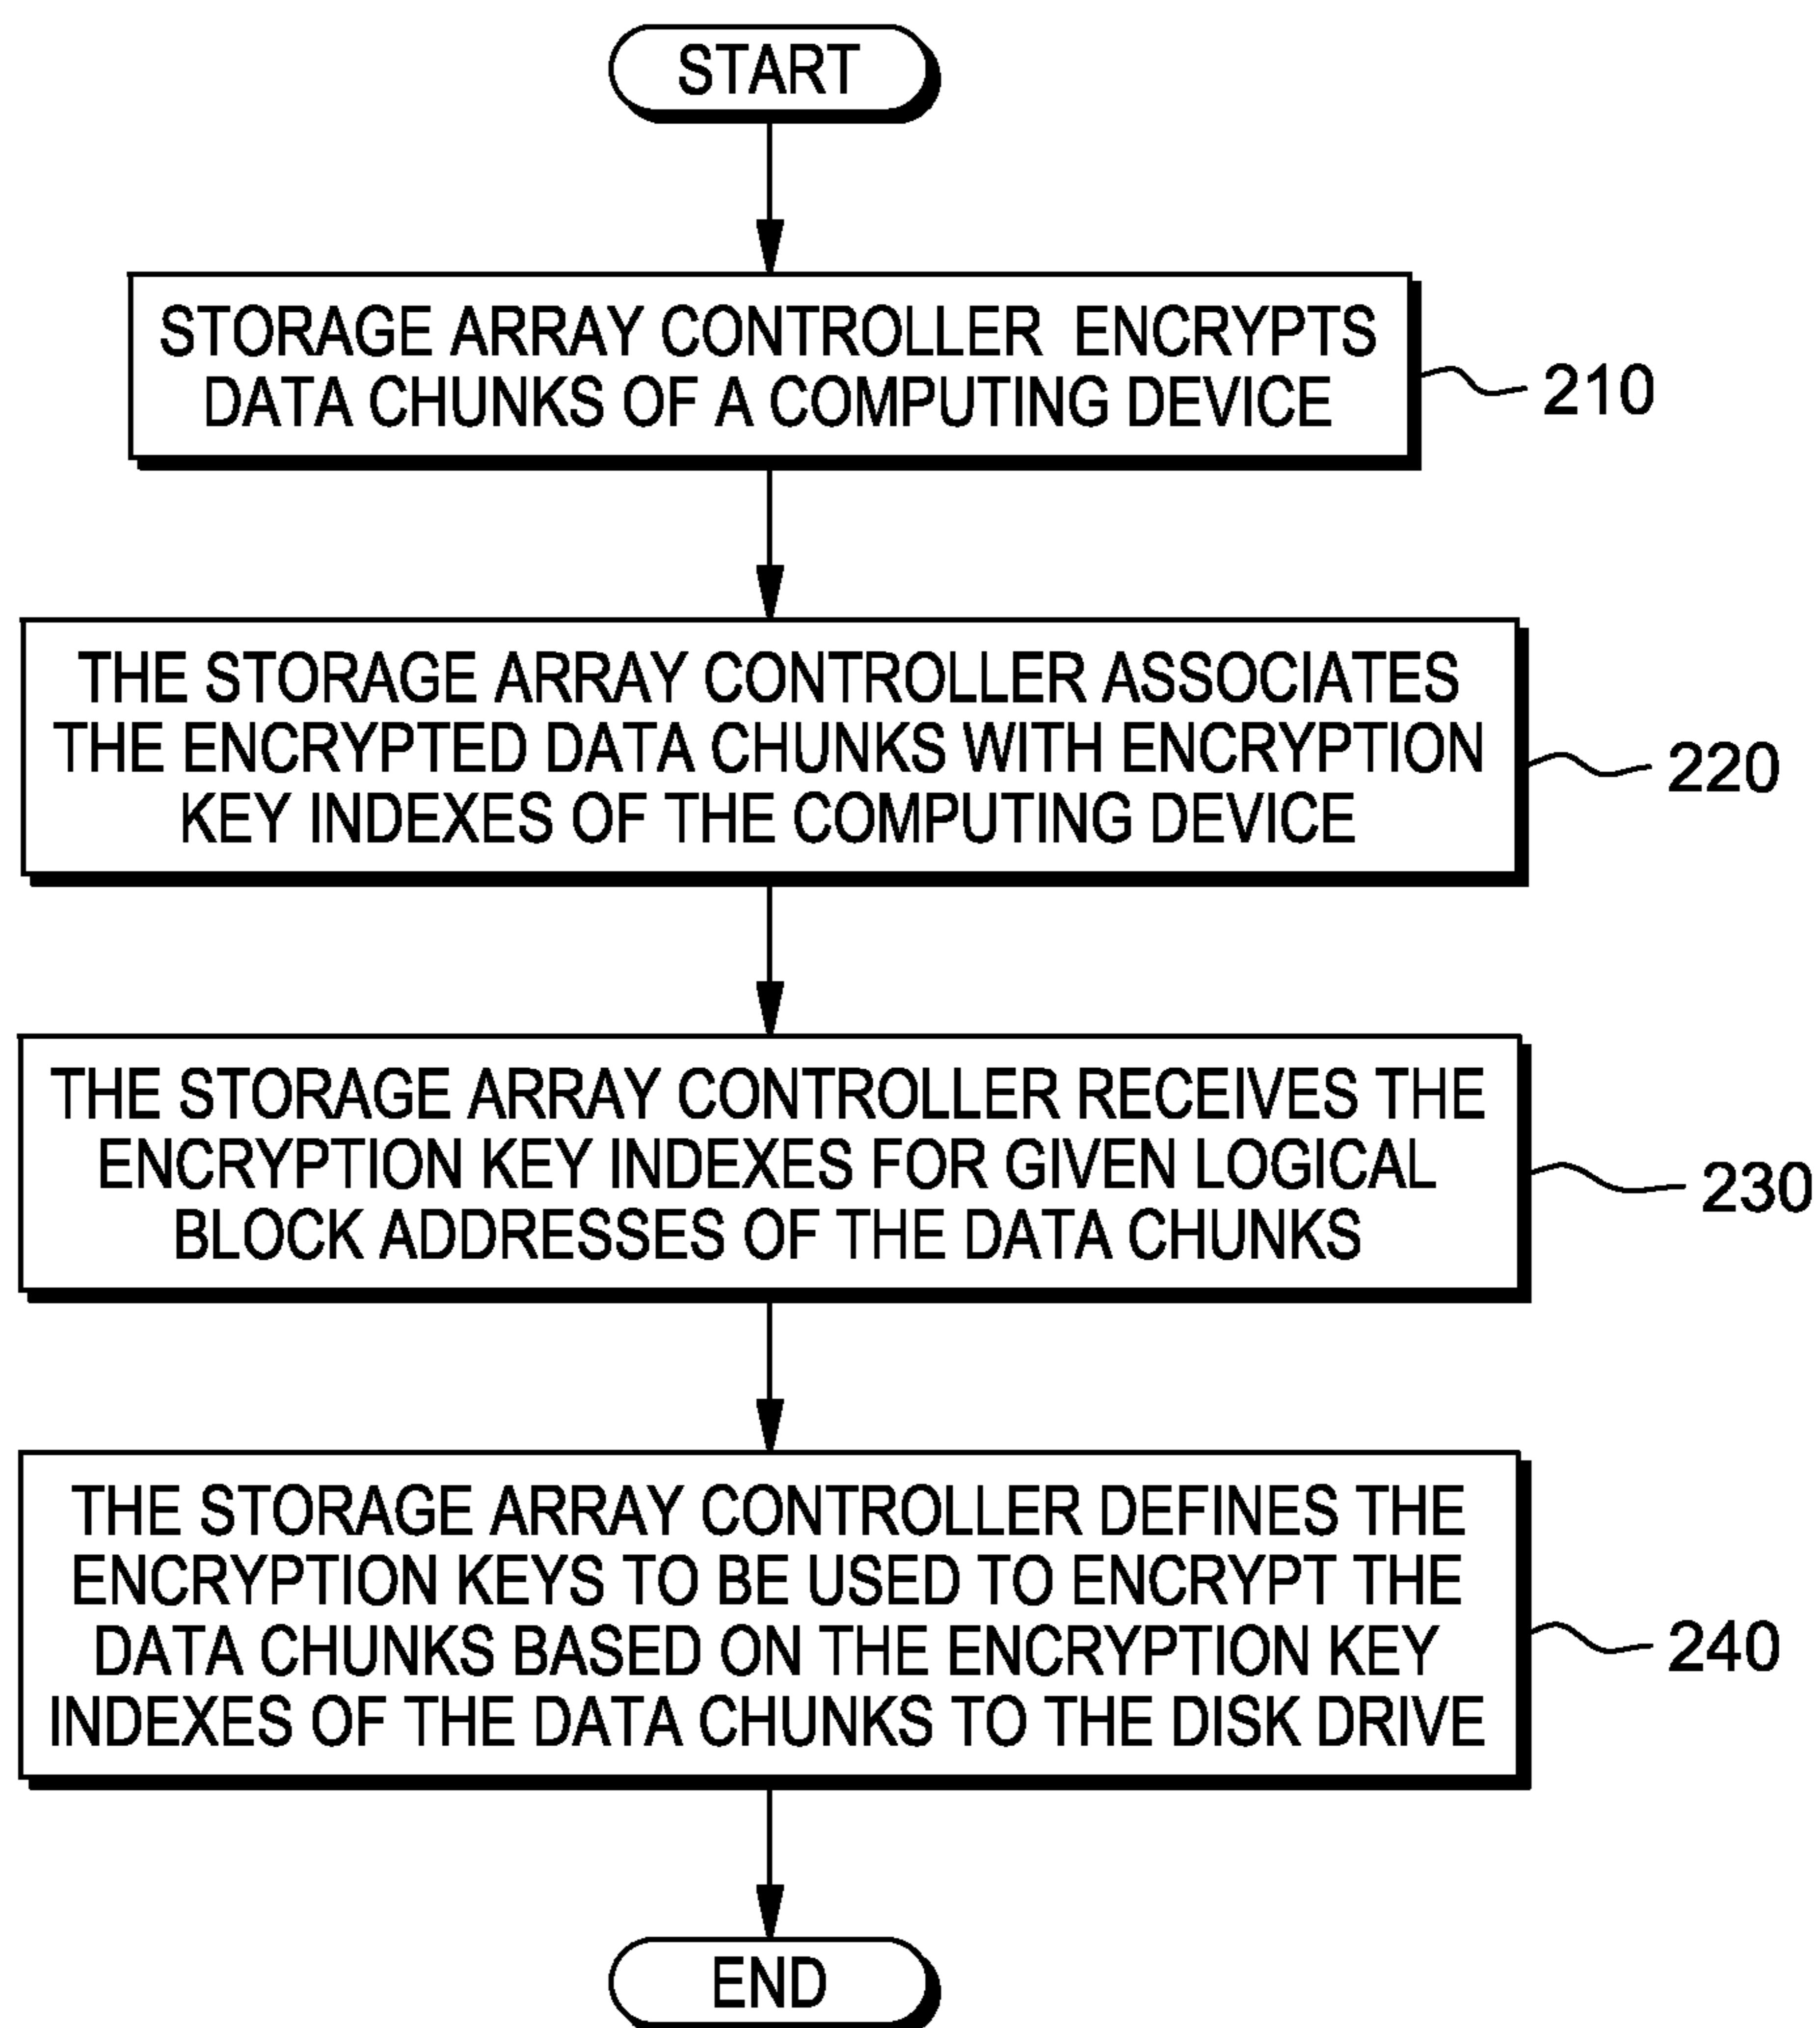 START
STORAGE ARRAY CONTROLLER ENCRYPTS
DATA CHUNKS OF A COMPUTING DEVICE
210
THE STORAGE ARRAY CONTROLLER ASSOCIATES
THE ENCRYPTED DATA CHUNKS WITH ENCRYPTION
KEY INDEXES OF THE COMPUTING DEVICE
220
THE STORAGE ARRAY CONTROLLER RECEIVES THE
ENCRYPTION KEY INDEXES FOR GIVEN LOGICAL
BLOCK ADDRESSES OF THE DATA CHUNKS
230
THE STORAGE ARRAY CONTROLLER DEFINES THE
ENCRYPTION KEYS TO BE USED TO ENCRYPT THE
DATA CHUNKS BASED ON THE ENCRYPTION KEY
INDEXES OF THE DATA CHUNKS TO THE DISK DRIVE
240
END